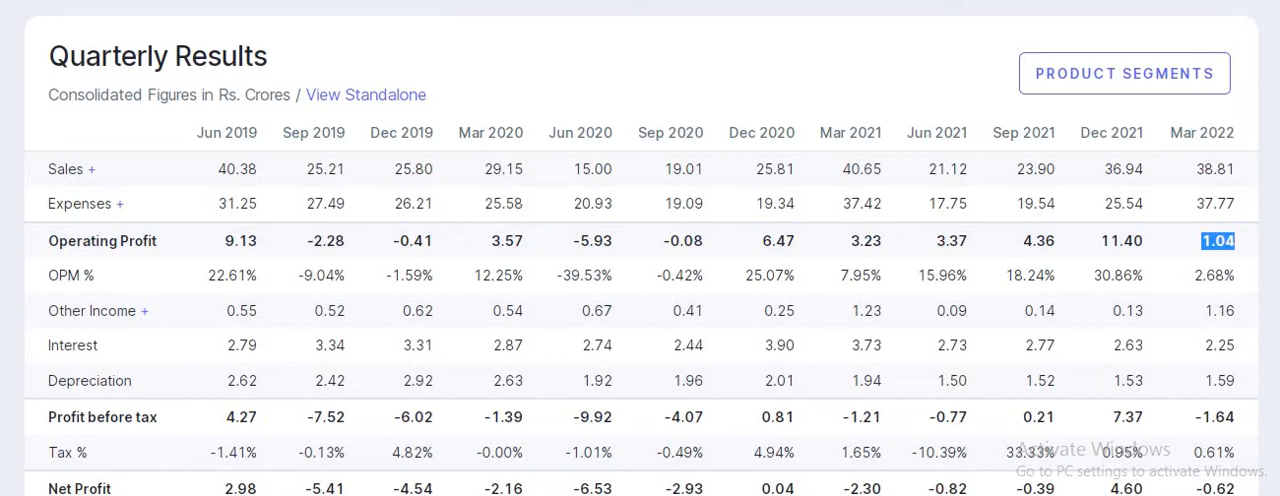 Quarterly Results
PRODUCT SEGMENTS
Consolidated Figures in Rs. Crores / View Standalone
Jun 2019 Sep 2019 Dec 2019 Mar 2020 Jun 2020 Sep 2020 Dec 2020 Mar 2021 Jun 2021 Sep 2021 Dec 2021 Mar 2022
Sales + 40.38 25.21 25.80 29.15 15.00 19.01 25.81 40.65 21.12 23.90 36.94 38.81
Expenses + 31.25 27.49 26.21 25.58 20.93 19.09 19.34 37.42 17.75 19.54 25.54 37.77
Operating Profit 9.13 -2.28 -0.41 3.57 -5.93 -0.08 6.47 3.23 3.37 4.36 11.40 1.04
OPM % 22.61% -9.04% -1.59% 12.25% -39.53% -0.42% 25.07% 7.95% 15.96% 18.24% 30.86% 2.68%
Other Income + 0.55 0.52 0.62 0.54 0.67 0.41 0.25 1.23 0.09 0.14 0.13 1.16
Interest 2.79 3.34 3.31 2.87 2.74 2.44 3.90 3.73 2.73 2.77 2.63 2.25
Depreciation 2.62 2.42 2.92 2.63 1.92 1.96 2.01 1.94 1.50 1.52 1.53 1.59
Profit before tax 4.27 -7.52 -6.02 -1.39 -9.92 -4.07 0.81 -1.21 -0.77 0.21 7.37 -1.64
Tax % -1.41% -0.13% 4.82% -0.00% -1.01% -0.49% 4.94% 1.65% -10.39% 33.33% 0.95% 0.61%
Activate Windows
Go to PC settings to activate Windows.
Net Profit 2.98 -5.41 -4.54 -2.16 -6.53 -2.93 0.04 -2.30 -0.82 -0.39 4.60 -0.62